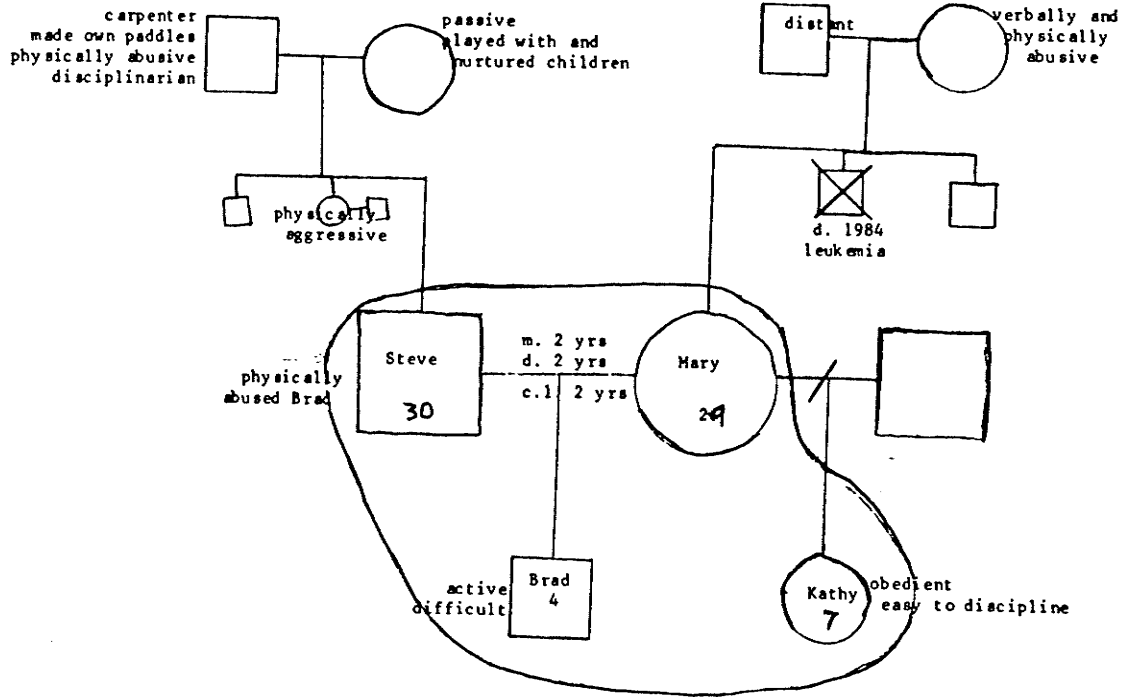 carpenter
made own paddles
physically abusive
disciplinarian
passive
played with and
nurtured children
distant
verbally and
physically
abusive
physically
aggressive
d. 1984
leukemia
m. 2 yrs
d. 2 yrs
c.l. 2 yrs
Steve
30
physically
abused Brad
Mary
29
Brad
4
active
difficult
Kathy
7
obedient
easy to discipline